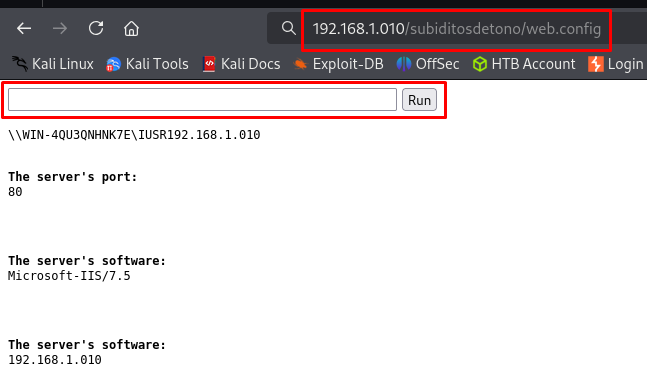 192.168.1.010/subiditosdetono/web.config
Kali Linux Kali Tools Kali Docs Exploit-DB OffSec HTB Account Login
Run
\\WIN-4QU3QNHNK7E\IUSR192.168.1.010
The server's port:
80
The server's software:
Microsoft-IIS/7.5
The server's software:
192.168.1.010